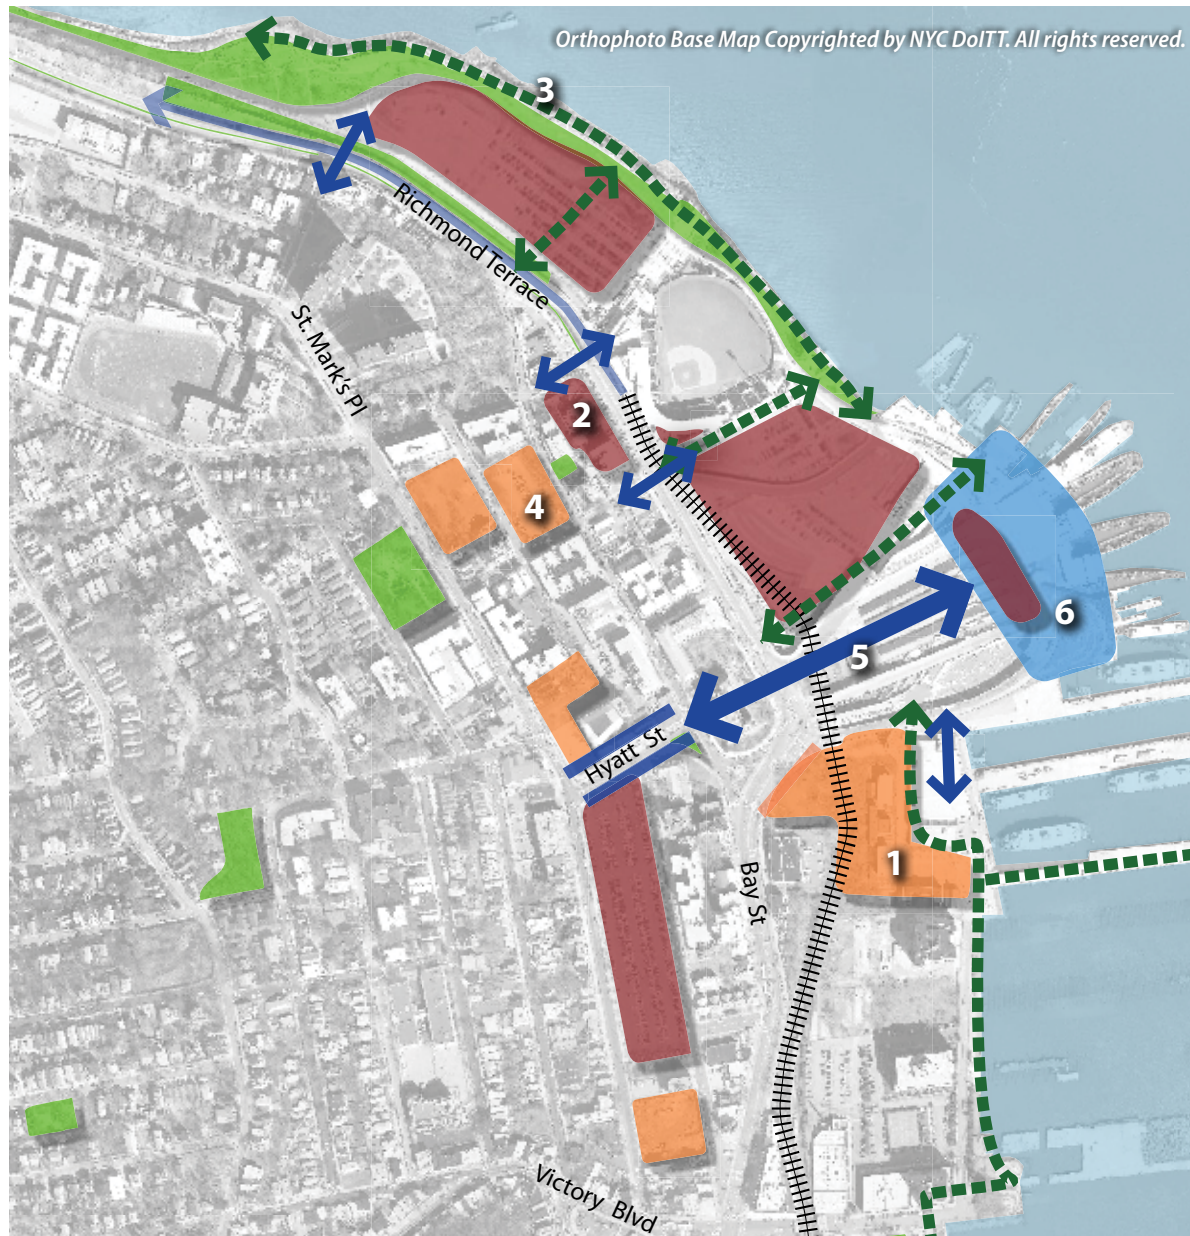 Orthophoto Base Map Copyrighted by NYC DoITT. All rights reserved.
3
Richmond Terrace
St. Mark's Pl
2
4
6
5
Hyatt St
1
Bay St
Victory Blvd